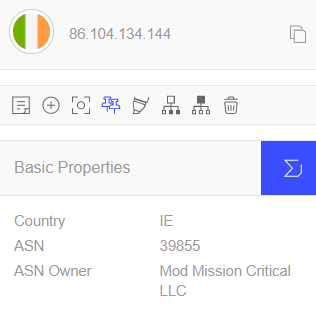 86.104.134.144
Basic Properties
Country IE
ASN 39855
ASN Owner Mod Mission Critical
LLC